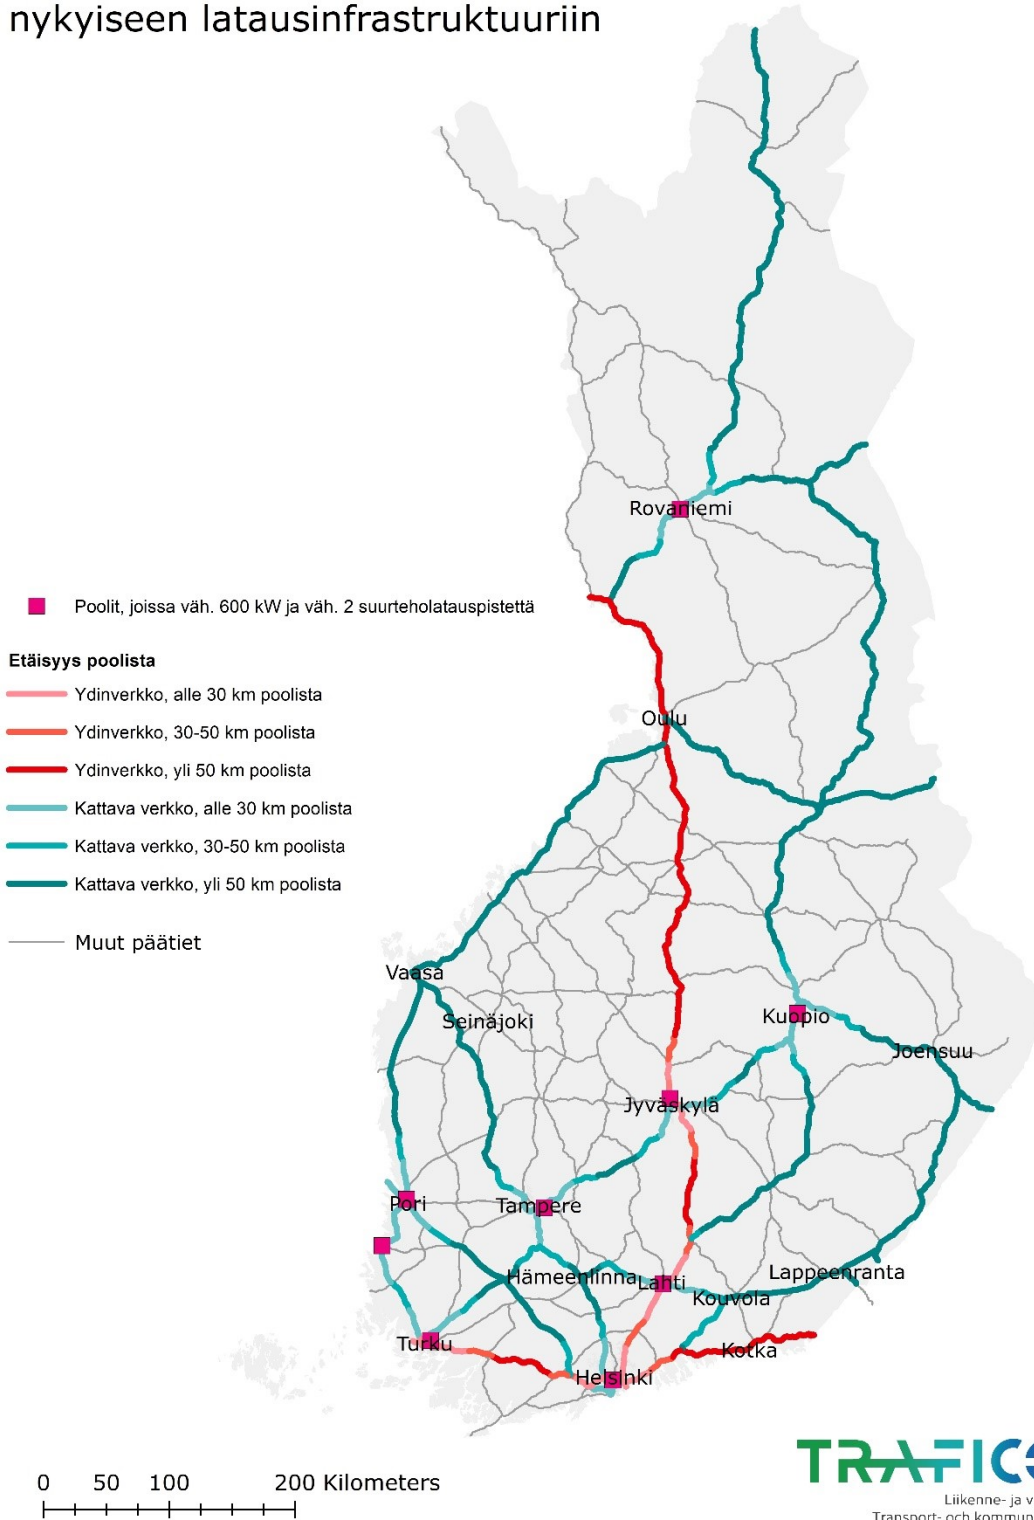 nykyiseen latausinfrastruktuuriin
Rovaniemi
Poolit, joissa väh. 600 kW ja väh. 2 suurteholatauspistettä
Etäisyys poolista
Ydinverkko, alle 30 km poolista
Ydinverkko, 30-50 km poolista
Ydinverkko, yli 50 km poolista
Kattava verkko, alle 30 km poolista
Kattava verkko, 30-50 km poolista
Kattava verkko, yli 50 km poolista
Muut päätiet
Oulu
Vaasa
Seinäjoki
Kuopio
Joensuu
Jyväskylä
Pori
Tampere
Hämeenlinna
Lahti
Lappeenranta
Kouvola
Turku
Kotka
Helsinki
0 50 100 200 Kilometers
TRAFICO
Liikenne- ja v
Transport- och kommun